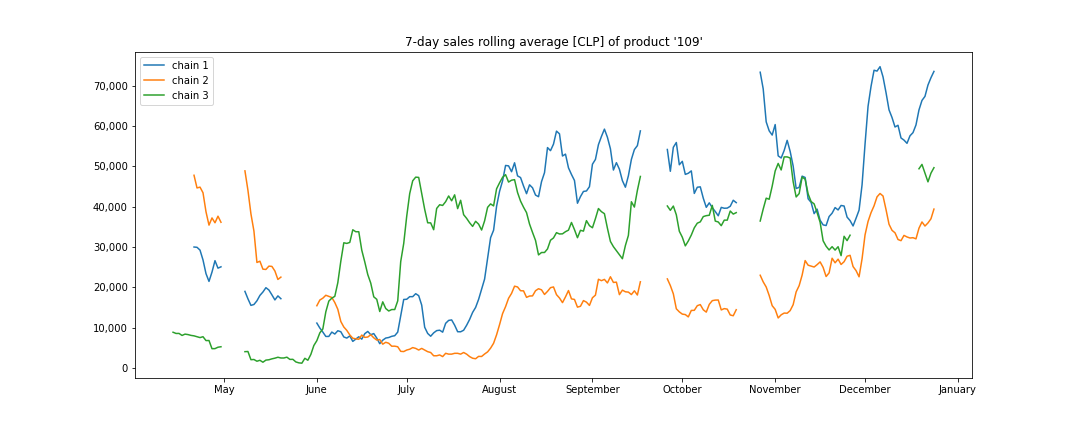 7-day sales rolling average [CLP] of product '109'
chain 1
chain 2
chain 3
70,000
60,000
50,000
40,000
30,000
20,000
10,000
0
May June July August September October November December January